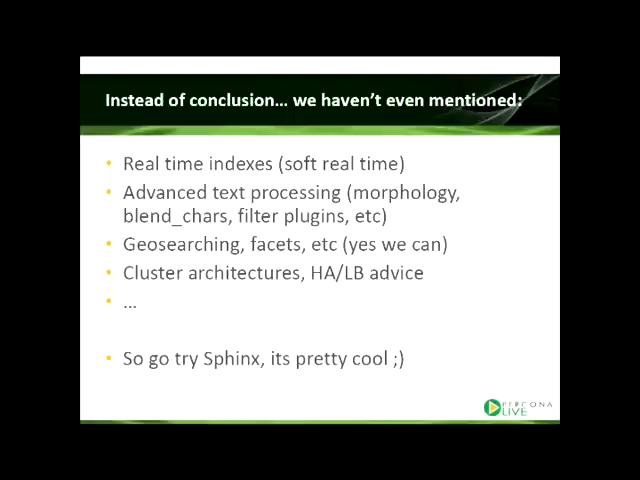 Instead of conclusion... we haven't even mentioned:
• Real time indexes (soft real time)
• Advanced text processing (morphology,
blend_chars, filter plugins, etc)
• Geosearching, facets, etc (yes we can)
• Cluster architectures, HA/LB advice
• ...
• So go try Sphinx, its pretty cool ;)
PERCONA
LIVE